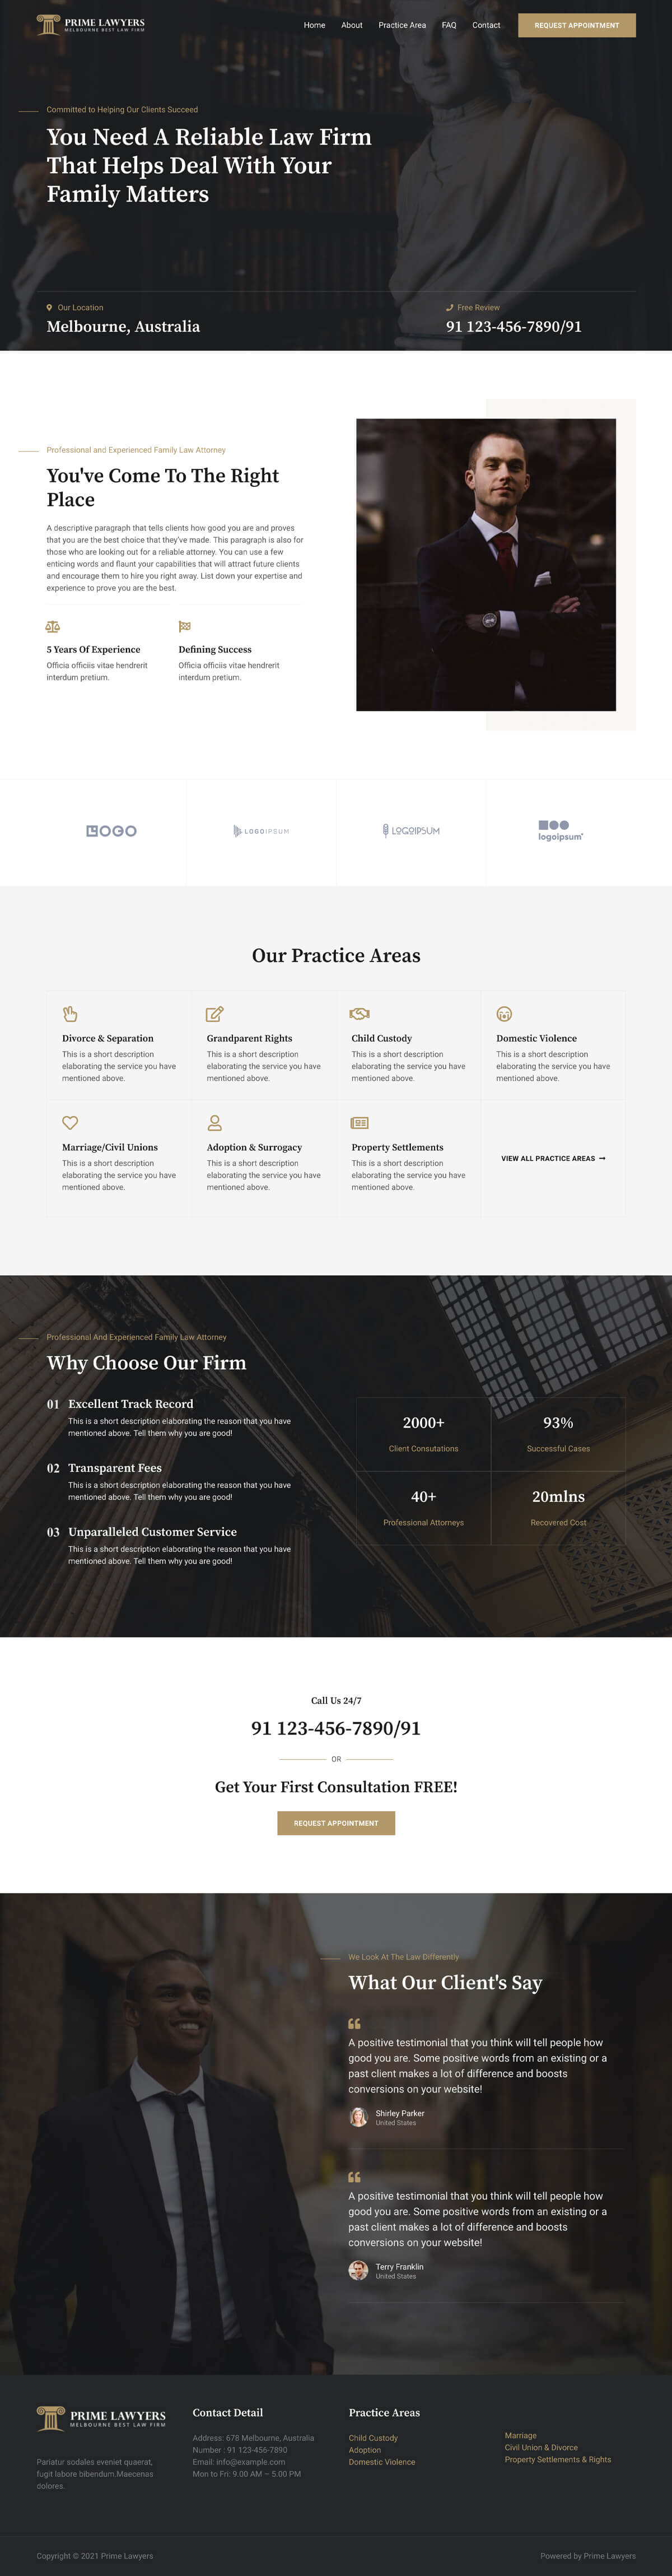 PRIME LAWYERS
MELBOURNE BEST LAW FIRM
Home About Practice Area FAQ Contact REQUEST APPOINTMENT
Committed to Helping Our Clients Succeed
You Need A Reliable Law Firm
That Helps Deal With Your
Family Matters
Our Location
Melbourne, Australia
Free Review
91 123-456-7890/91
Professional and Experienced Family Law Attorney
You've Come To The Right
Place
A descriptive paragraph that tells clients how good you are and proves
that you are the best choice that they've made. This paragraph is also for
those who are looking out for a reliable attorney. You can use a few
enticing words and flaunt your capabilities that will attract future clients
and encourage them to hire you right away. List down your expertise and
experience to prove you are the best.
5 Years Of Experience
Officia officiis vitae hendrerit
interdum pretium.
Defining Success
Officia officiis vitae hendrerit
interdum pretium.
LOGO
LOGOIPSUM
LOGOIPSUM
logoipsum
Our Practice Areas
Divorce & Separation
This is a short description
elaborating the service you have
mentioned above.
Grandparent Rights
This is a short description
elaborating the service you have
mentioned above.
Child Custody
This is a short description
elaborating the service you have
mentioned above.
Domestic Violence
This is a short description
elaborating the service you have
mentioned above.
Marriage/Civil Unions
This is a short description
elaborating the service you have
mentioned above.
Adoption & Surrogacy
This is a short description
elaborating the service you have
mentioned above.
Property Settlements
This is a short description
elaborating the service you have
mentioned above.
VIEW ALL PRACTICE AREAS
Professional And Experienced Family Law Attorney
Why Choose Our Firm
01 Excellent Track Record
This is a short description elaborating the reason that you have
mentioned above. Tell them why you are good!
02 Transparent Fees
This is a short description elaborating the reason that you have
mentioned above. Tell them why you are good!
03 Unparalleled Customer Service
This is a short description elaborating the reason that you have
mentioned above. Tell them why you are good!
2000+
Client Consutations
93%
Successful Cases
40+
Professional Attorneys
20mlns
Recovered Cost
Call Us 24/7
91 123-456-7890/91
OR
Get Your First Consultation FREE!
REQUEST APPOINTMENT
We Look At The Law Differently
What Our Client's Say
A positive testimonial that you think will tell people how
good you are. Some positive words from an existing or a
past client makes a lot of difference and boosts
conversions on your website!
Shirley Parker
United States
A positive testimonial that you think will tell people how
good you are. Some positive words from an existing or a
past client makes a lot of difference and boosts
conversions on your website!
Terry Franklin
United States
PRIME LAWYERS
MELBOURNE BEST LAW FIRM
Pariatur sodales eveniet quaerat,
fugit labore bibendum.Maecenas
dolores.
Contact Detail
Address: 678 Melbourne, Australia
Number : 91 123-456-7890
Email: info@example.com
Mon to Fri: 9.00 AM – 5.00 PM
Practice Areas
Child Custody
Adoption
Domestic Violence
Marriage
Civil Union & Divorce
Property Settlements & Rights
Copyright © 2021 Prime Lawyers
Powered by Prime Lawyers